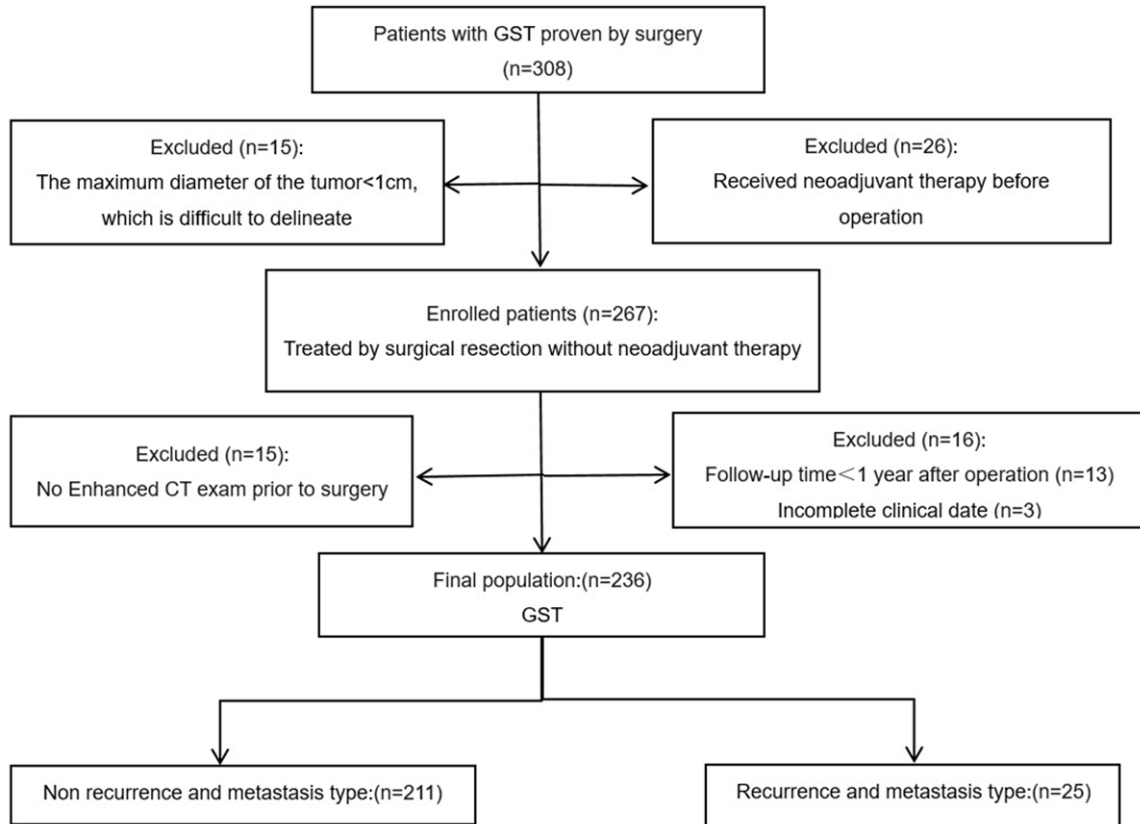 Patients with GST proven by surgery
(n=308)
Excluded (n=15):
The maximum diameter of the tumor<1cm,
which is difficult to delineate
Excluded (n=26):
Received neoadjuvant therapy before
operation
Enrolled patients (n=267):
Treated by surgical resection without neoadjuvant therapy
Excluded (n=15):
No Enhanced CT exam prior to surgery
Excluded (n=16):
Follow-up time<1 year after operation (n=13)
Incomplete clinical date (n=3)
Final population:(n=236)
GST
Non recurrence and metastasis type:(n=211)
Recurrence and metastasis type:(n=25)